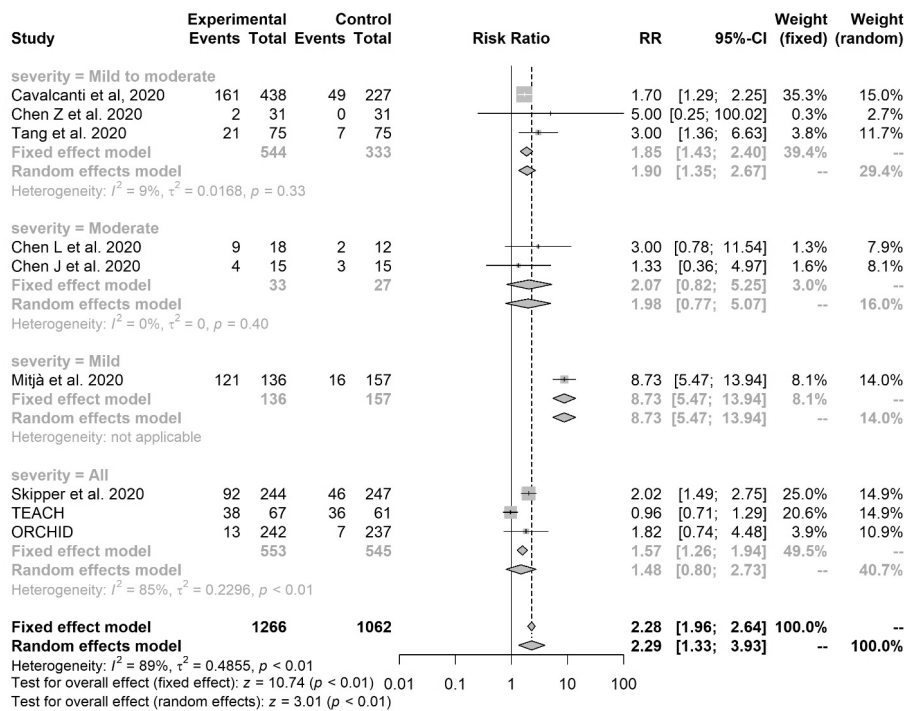 Experimental Control Weight Weight
Study Events Total Events Total Risk Ratio RR 95%-CI (fixed) (random)
severity = Mild to moderate
Cavalcanti et al, 2020 161 438 49 227 1.70 [1.29; 2.25] 35.3% 15.0%
Chen Z et al. 2020 2 31 0 31 5.00 [0.25; 100.02] 0.3% 2.7%
Tang et al. 2020 21 75 7 75 3.00 [1.36; 6.63] 3.8% 11.7%
Fixed effect model 544 333 1.85 [1.43; 2.40] 39.4% --
Random effects model 1.90 [1.35; 2.67] -- 29.4%
Heterogeneity: I² = 9%, τ² = 0.0168, p = 0.33
severity = Moderate
Chen L et al. 2020 9 18 2 12 3.00 [0.78; 11.54] 1.3% 7.9%
Chen J et al. 2020 4 15 3 15 1.33 [0.36; 4.97] 1.6% 8.1%
Fixed effect model 33 27 2.07 [0.82; 5.25] 3.0% --
Random effects model 1.98 [0.77; 5.07] -- 16.0%
Heterogeneity: I² = 0%, τ² = 0, p = 0.40
severity = Mild
Mitjà et al. 2020 121 136 16 157 8.73 [5.47; 13.94] 8.1% 14.0%
Fixed effect model 136 157 8.73 [5.47; 13.94] 8.1% --
Random effects model 8.73 [5.47; 13.94] -- 14.0%
Heterogeneity: not applicable
severity = All
Skipper et al. 2020 92 244 46 247 2.02 [1.49; 2.75] 25.0% 14.9%
TEACH 38 67 36 61 0.96 [0.71; 1.29] 20.6% 14.9%
ORCHID 13 242 7 237 1.82 [0.74; 4.48] 3.9% 10.9%
Fixed effect model 553 545 1.57 [1.26; 1.94] 49.5% --
Random effects model 1.48 [0.80; 2.73] -- 40.7%
Heterogeneity: I² = 85%, τ² = 0.2296, p < 0.01
Fixed effect model 1266 1062 2.28 [1.96; 2.64] 100.0% --
Random effects model 2.29 [1.33; 3.93] -- 100.0%
Heterogeneity: I² = 89%, τ² = 0.4855, p < 0.01
Test for overall effect (fixed effect): z = 10.74 (p < 0.01) 0.01 0.1 1 10 100
Test for overall effect (random effects): z = 3.01 (p < 0.01)